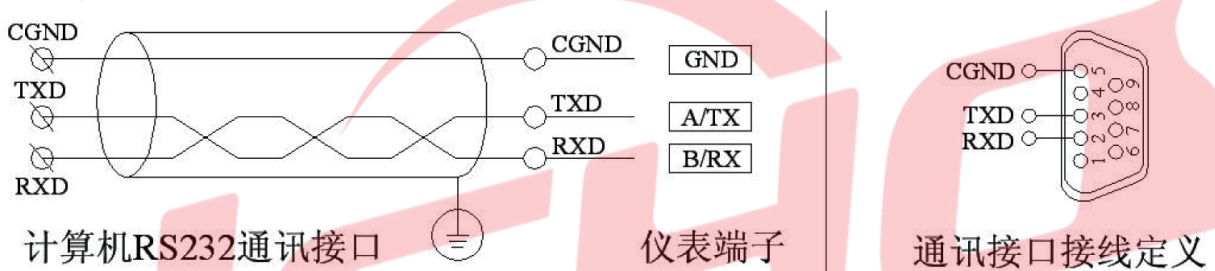 CGND
CGND
GND
TXD
TXD
A/TX
RXD
RXD
B/RX
计算机RS232通讯接口
仪表端子
CGND
TXD
RXD
5
4
3
2
1
9
8
7
6
通讯接口接线定义